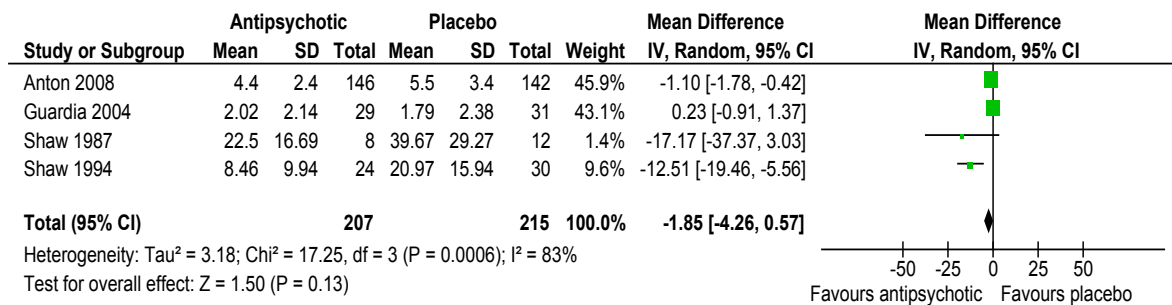 Antipsychotic Placebo Mean Difference Mean Difference
Study or Subgroup Mean SD Total Mean SD Total Weight IV, Random, 95% CI IV, Random, 95% CI
Anton 2008 4.4 2.4 146 5.5 3.4 142 45.9% -1.10 [-1.78, -0.42]
Guardia 2004 2.02 2.14 29 1.79 2.38 31 43.1% 0.23 [-0.91, 1.37]
Shaw 1987 22.5 16.69 8 39.67 29.27 12 1.4% -17.17 [-37.37, 3.03]
Shaw 1994 8.46 9.94 24 20.97 15.94 30 9.6% -12.51 [-19.46, -5.56]
Total (95% CI) 207 215 100.0% -1.85 [-4.26, 0.57]
Heterogeneity: Tau² = 3.18; Chi² = 17.25, df = 3 (P = 0.0006); I² = 83%
-50 -25 0 25 50
Test for overall effect: Z = 1.50 (P = 0.13)
Favours antipsychotic Favours placebo